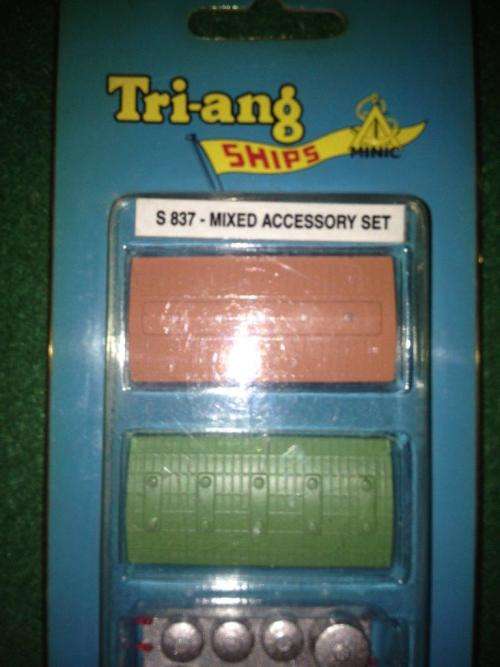 Tri-ang
SHIPS
MINIC
S 837 - MIXED ACCESSORY SET